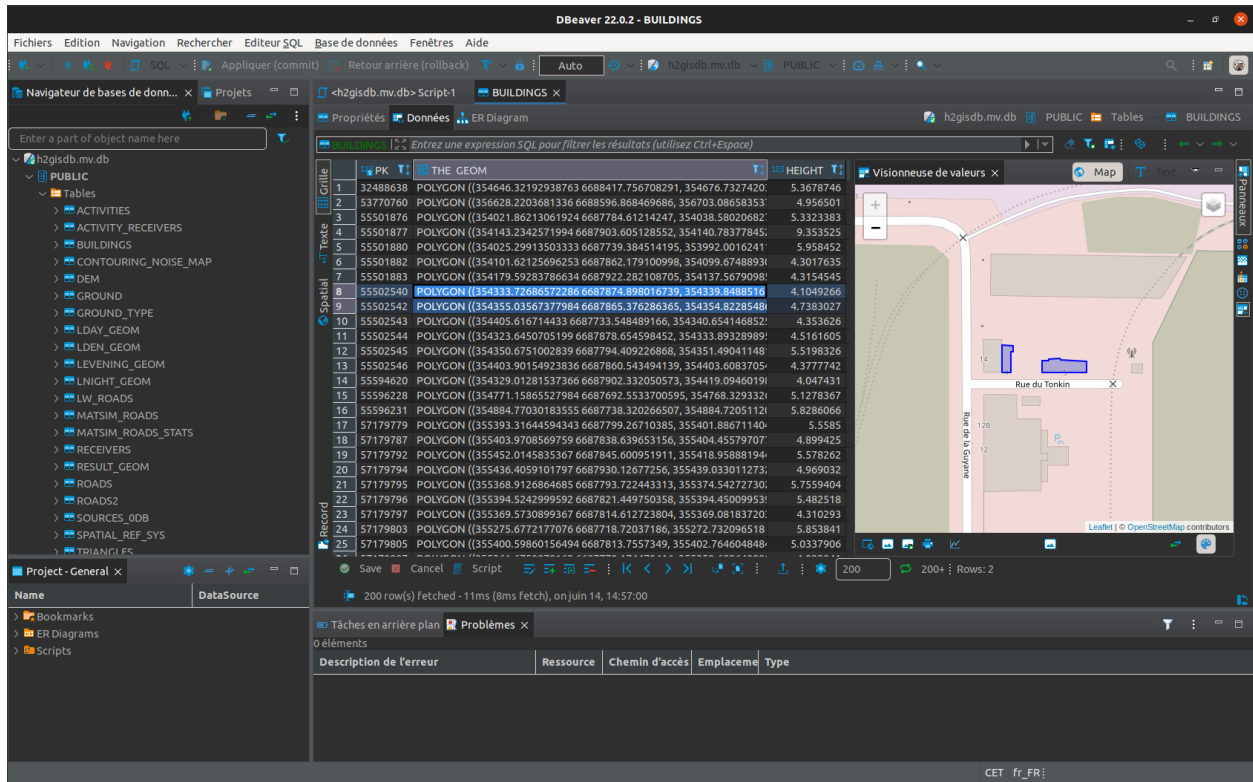 DBeaver 22.0.2 - BUILDINGS
Fichiers Edition Navigation Rechercher Editeur SQL Base de données Fenêtres Aide
SQL Appliquer (commit) Retour arrière (rollback) Auto h2gisdb.mv.db PUBLIC
Navigateur de bases de donn... Projets
<h2gisdb.mv.db> Script-1 BUILDINGS
Propriétés Données ER Diagram h2gisdb.mv.db PUBLIC Tables BUILDINGS
Enter a part of object name here
BUILDINGS Entrez une expression SQL pour filtrer les résultats (utilisez Ctrl+Espace)
h2gisdb.mv.db
PUBLIC
Tables
ACTIVITIES
ACTIVITY_RECEIVERS
BUILDINGS
CONTOURING_NOISE_MAP
DEM
GROUND
GROUND_TYPE
LDAY_GEOM
LDEN_GEOM
LEVENING_GEOM
LNIGHT_GEOM
LW_ROADS
MATSIM_ROADS
MATSIM_ROADS_STATS
RECEIVERS
RESULT_GEOM
ROADS
ROADS2
SOURCES_0DB
SPATIAL_REF_SYS
TRIANGLES
Grille
Texte
Spatial
Record
123 PK THE_GEOM 123 HEIGHT
1 32488638 POLYGON ((354646.32192938763 6688417.756708291, 354676.7327420 5.3678746
2 53770760 POLYGON ((356628.2203681336 6688596.868469686, 356703.08658353 4.956501
3 55501876 POLYGON ((354021.86213061924 6687784.61214247, 354038.58020682 5.3323383
4 55501877 POLYGON ((354143.2342571994 6687903.605128552, 354140.78377845 9.353525
5 55501880 POLYGON ((354025.29913503333 6687739.384514195, 353992.0016241 5.958452
6 55501882 POLYGON ((354101.62125696253 6687862.179100998, 354099.6748893 4.3017635
7 55501883 POLYGON ((354179.59283786634 6687922.282108705, 354137.5679098 4.3154545
8 55502540 POLYGON ((354333.72686572286 6687874.898016739, 354339.8488516 4.1049266
9 55502542 POLYGON ((354355.03567377984 6687865.376286365, 354354.8228548 4.7383027
10 55502543 POLYGON ((354405.616714433 6687733.548489166, 354340.654146852 4.353626
11 55502544 POLYGON ((354323.6450705199 6687878.654598452, 354333.89328989 4.5161605
12 55502545 POLYGON ((354350.6751002839 6687794.409226868, 354351.49041148 5.5198326
13 55502546 POLYGON ((354403.90154923836 6687860.543494139, 354403.6083705 4.3777742
14 55594620 POLYGON ((354329.01281537366 6687902.332050573, 354419.0946019 4.047431
15 55596228 POLYGON ((354771.15865527984 6687692.5533700595, 354768.329332 5.1278367
16 55596231 POLYGON ((354884.77030183555 6687738.320266507, 354884.7205112 5.8286066
17 57179779 POLYGON ((355393.31644594343 6687799.26710385, 355401.88671140 5.5585
18 57179787 POLYGON ((355403.9708569759 6687838.639653156, 355404.45579707 4.899425
19 57179792 POLYGON ((355452.0145835367 6687845.600951911, 355418.95888194 5.578262
20 57179794 POLYGON ((355436.4059101797 6687930.12677256, 355439.03301127 4.969032
21 57179795 POLYGON ((355368.9126864685 6687793.722443313, 355374.54272730 5.7559404
22 57179796 POLYGON ((355394.5242999592 6687821.449750358, 355394.45009953 5.482518
23 57179797 POLYGON ((355369.5730899367 6687814.612723804, 355369.08183720 4.310293
24 57179803 POLYGON ((355275.6772177076 6687718.72037186, 355272.732096518 5.853841
25 57179805 POLYGON ((355400.59860156494 6687813.7557349, 355402.764604848 5.0337906
Visionneuse de valeurs Map Text
Panneaux
+
−
14
Rue du Tonkin
Rue de la Guyane
12B
12
Leaflet | © OpenStreetMap contributors
Save Cancel Script 200 200+ Rows: 2
200 row(s) fetched - 11ms (8ms fetch), on juin 14, 14:57:00
Project - General
Name DataSource
Bookmarks
ER Diagrams
Scripts
Tâches en arrière plan Problèmes
0 éléments
Description de l'erreur Ressource Chemin d'accès Emplaceme Type
CET fr_FR